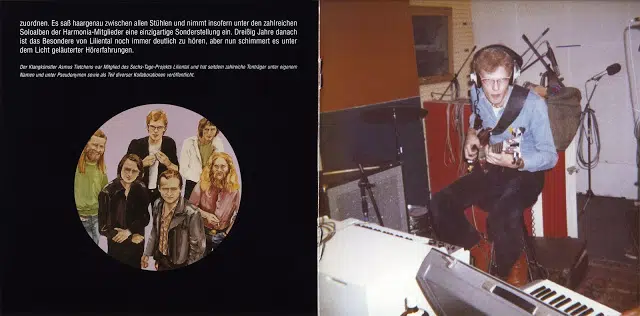 zuordnen. Es saß haargenau zwischen allen Stühlen und nimmt insofern unter den zahlreichen
Soloalben der Harmonia-Mitglieder eine einzigartige Sonderstellung ein. Dreißig Jahre danach
ist das Besondere von Liliental noch immer deutlich zu hören, aber nun schimmert es unter
dem Licht geläuterter Hörerfahrungen.
Der Klangkünstler Asmus Tietchens war Mitglied des Sechs-Tage-Projekts Liliental und hat seitdem zahlreiche Tonträger unter eigenem
Namen und unter Pseudonymen sowie als Teil diverser Kollaborationen veröffentlicht.